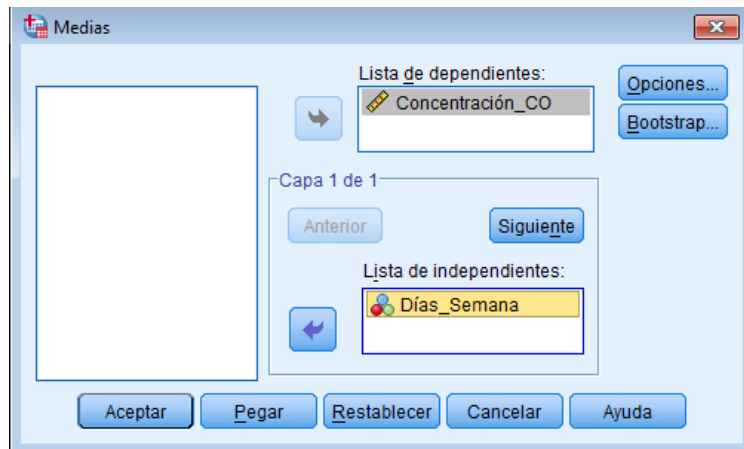 Medias
Lista de dependientes:
Concentración_CO
Opciones...
Bootstrap...
Capa 1 de 1
Anterior
Siguiente
Lista de independientes:
Días_Semana
Aceptar
Pegar
Restablecer
Cancelar
Ayuda